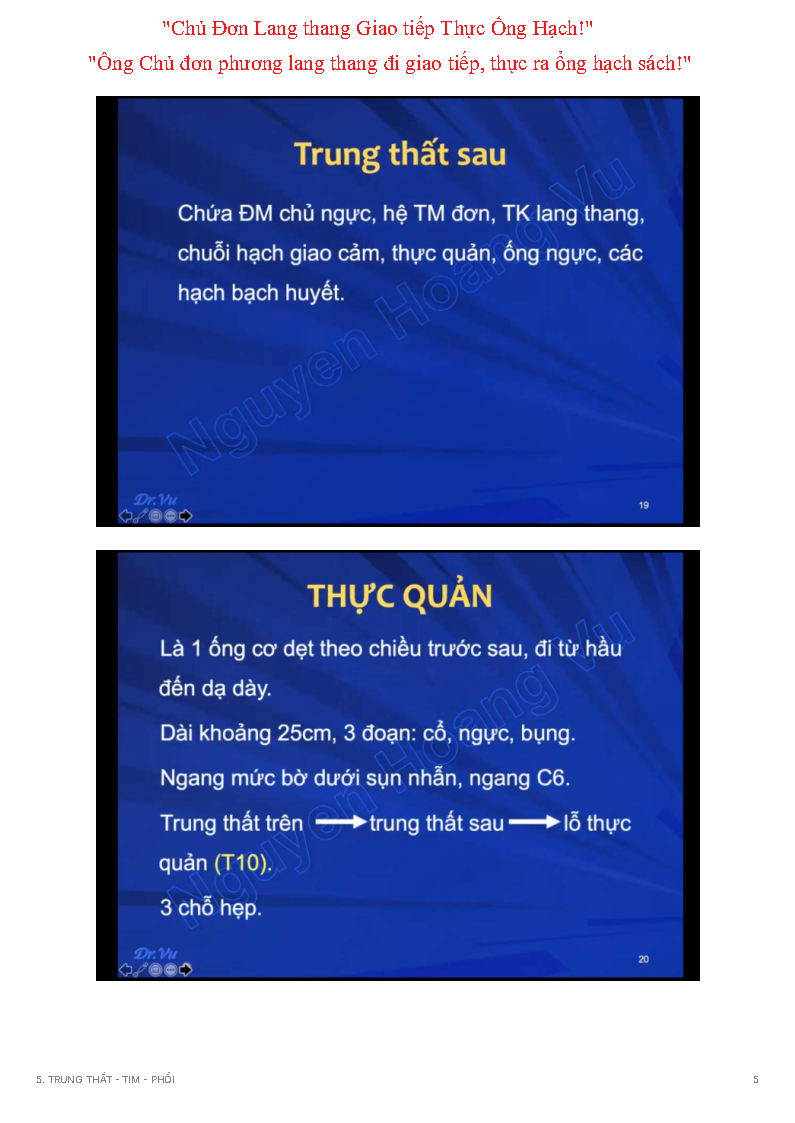 "Chủ Đơn Lang thang Giao tiếp Thực Ống Hạch!"
"Ông Chủ đơn phương lang thang đi giao tiếp, thực ra ổng hạch sách!"
Trung thất sau
Chứa ĐM chủ ngực, hệ TM đơn, TK lang thang,
chuỗi hạch giao cảm, thực quản, ống ngực, các
hạch bạch huyết.
Nguyen Hoang Vu
Dr.Vu
19
THỰC QUẢN
Là 1 ống cơ dẹt theo chiều trước sau, đi từ hầu
đến dạ dày.
Dài khoảng 25cm, 3 đoạn: cổ, ngực, bụng.
Ngang mức bờ dưới sụn nhẫn, ngang C6.
Trung thất trên trung thất sau lỗ thực
quản (T10).
3 chỗ hẹp.
Nguyen Hoang Vu
Dr.Vu
20
5. TRUNG THẤT - TIM - PHỔI 5